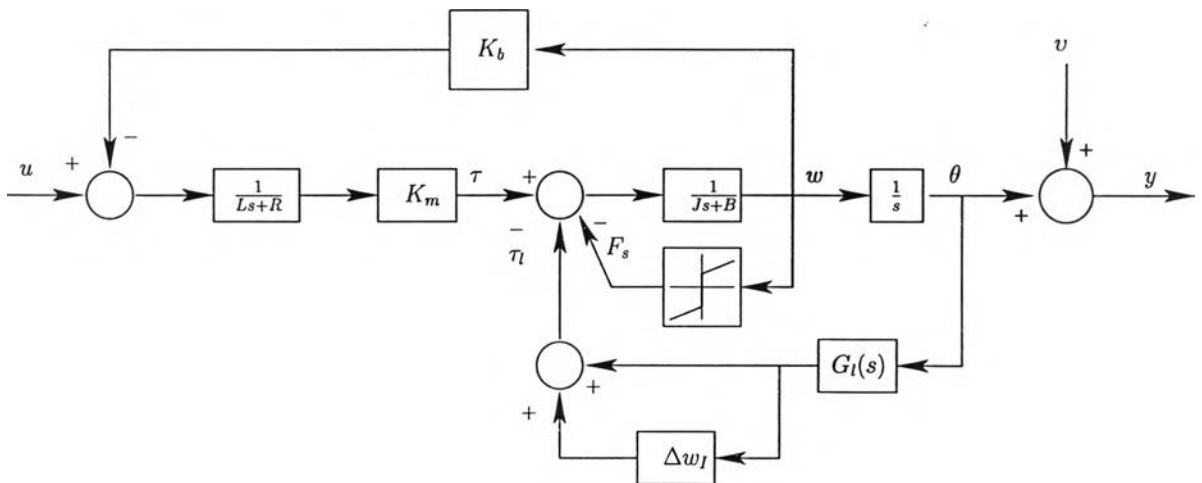 K_b
v
−
+
u
+
1/(Ls+R)
K_m
τ
+
−
τ_l
−
F_s
1/(Js+B)
w
1/s
θ
+
y
G_l(s)
+
+
Δw_I